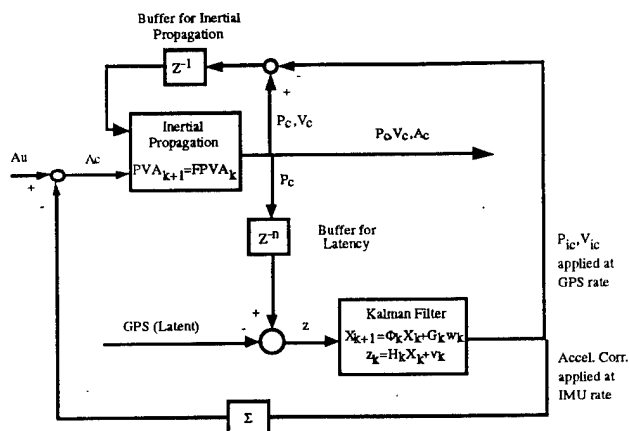 Buffer for Inertial
Propagation
Z-1
-
+
Pc,Vc
Inertial
Propagation
PVAk+1=FPVAk
Pc,Vc,Ac
Au
Ac
+
-
Pc
Z-n
Buffer for
Latency
Pic,Vic
applied at
GPS rate
+
-
GPS (Latent)
z
Kalman Filter
Xk+1=ΦkXk+Gkwk
zk=HkXk+vk
Accel. Corr.
applied at
IMU rate
Σ